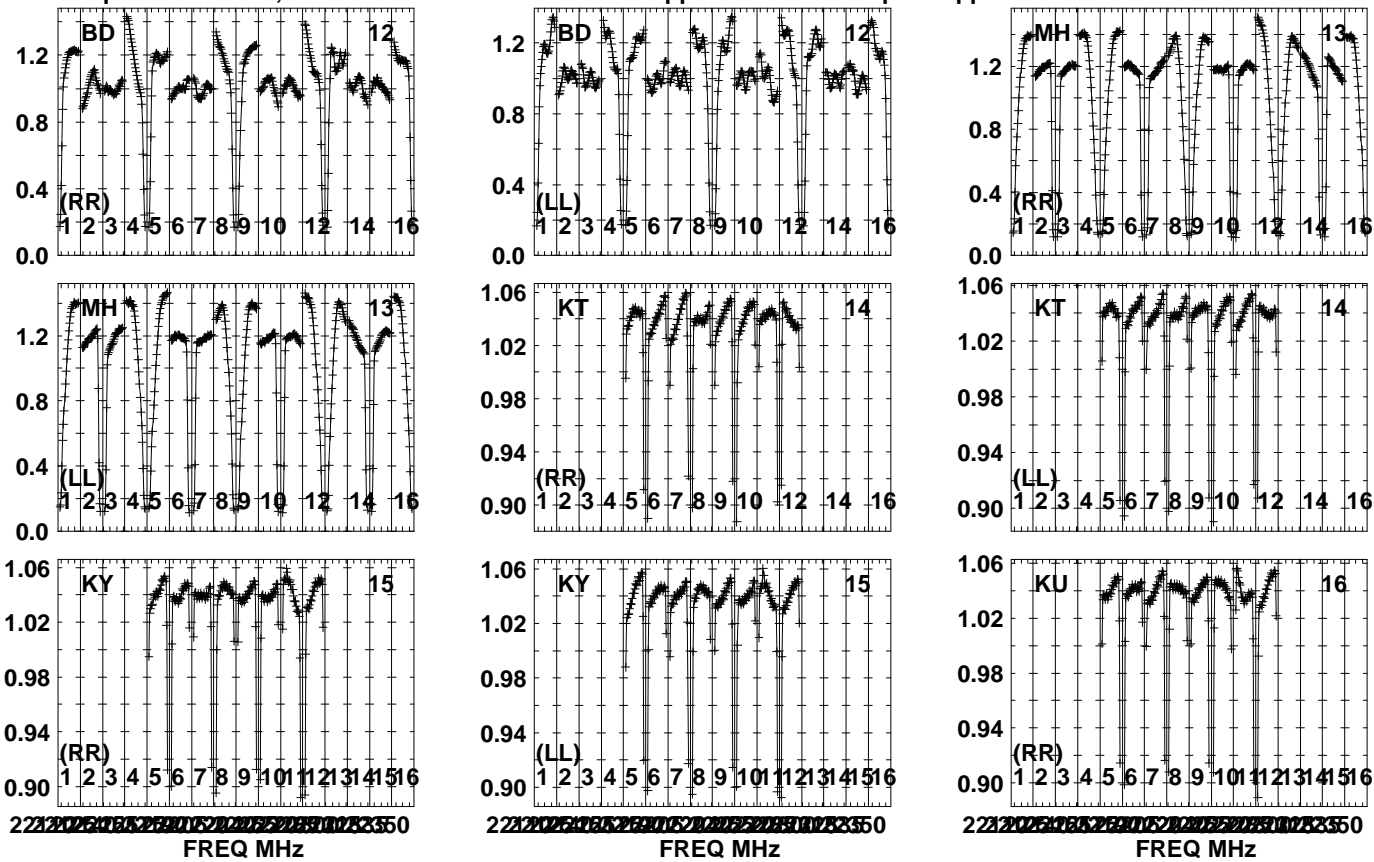 BD 12 BD 12 MH 13
1.2 1.2 1.2
0.8 0.8 0.8
0.4 0.4 0.4
(RR) (LL) (RR)
1 2 3 4 5 6 7 8 9 10 12 14 16 1 2 3 4 5 6 7 8 9 10 12 14 16 1 2 3 4 5 6 7 8 9 10 12 14 16
0.0 0.0 0.0
MH 13 KT 14 KT 14
1.06 1.06
1.2 1.02 1.02
0.8 0.98 0.98
0.4 0.94 0.94
(LL) (RR) (LL)
0.90 0.90
1 2 3 4 5 6 7 8 9 10 12 14 16 1 2 3 4 5 6 7 8 9 10 12 14 16 1 2 3 4 5 6 7 8 9 10 12 14 16
0.0
KY 15 KY 15 KU 16
1.06 1.06 1.06
1.02 1.02 1.02
0.98 0.98 0.98
0.94 0.94 0.94
(RR) (LL) (RR)
1 2 3 4 5 6 7 8 9 10 11 12 13 14 15 16 1 2 3 4 5 6 7 8 9 10 11 12 13 14 15 16 1 2 3 4 5 6 7 8 9 10 11 12 13 14 15 16
0.90 0.90 0.90
FREQ MHz FREQ MHz FREQ MHz